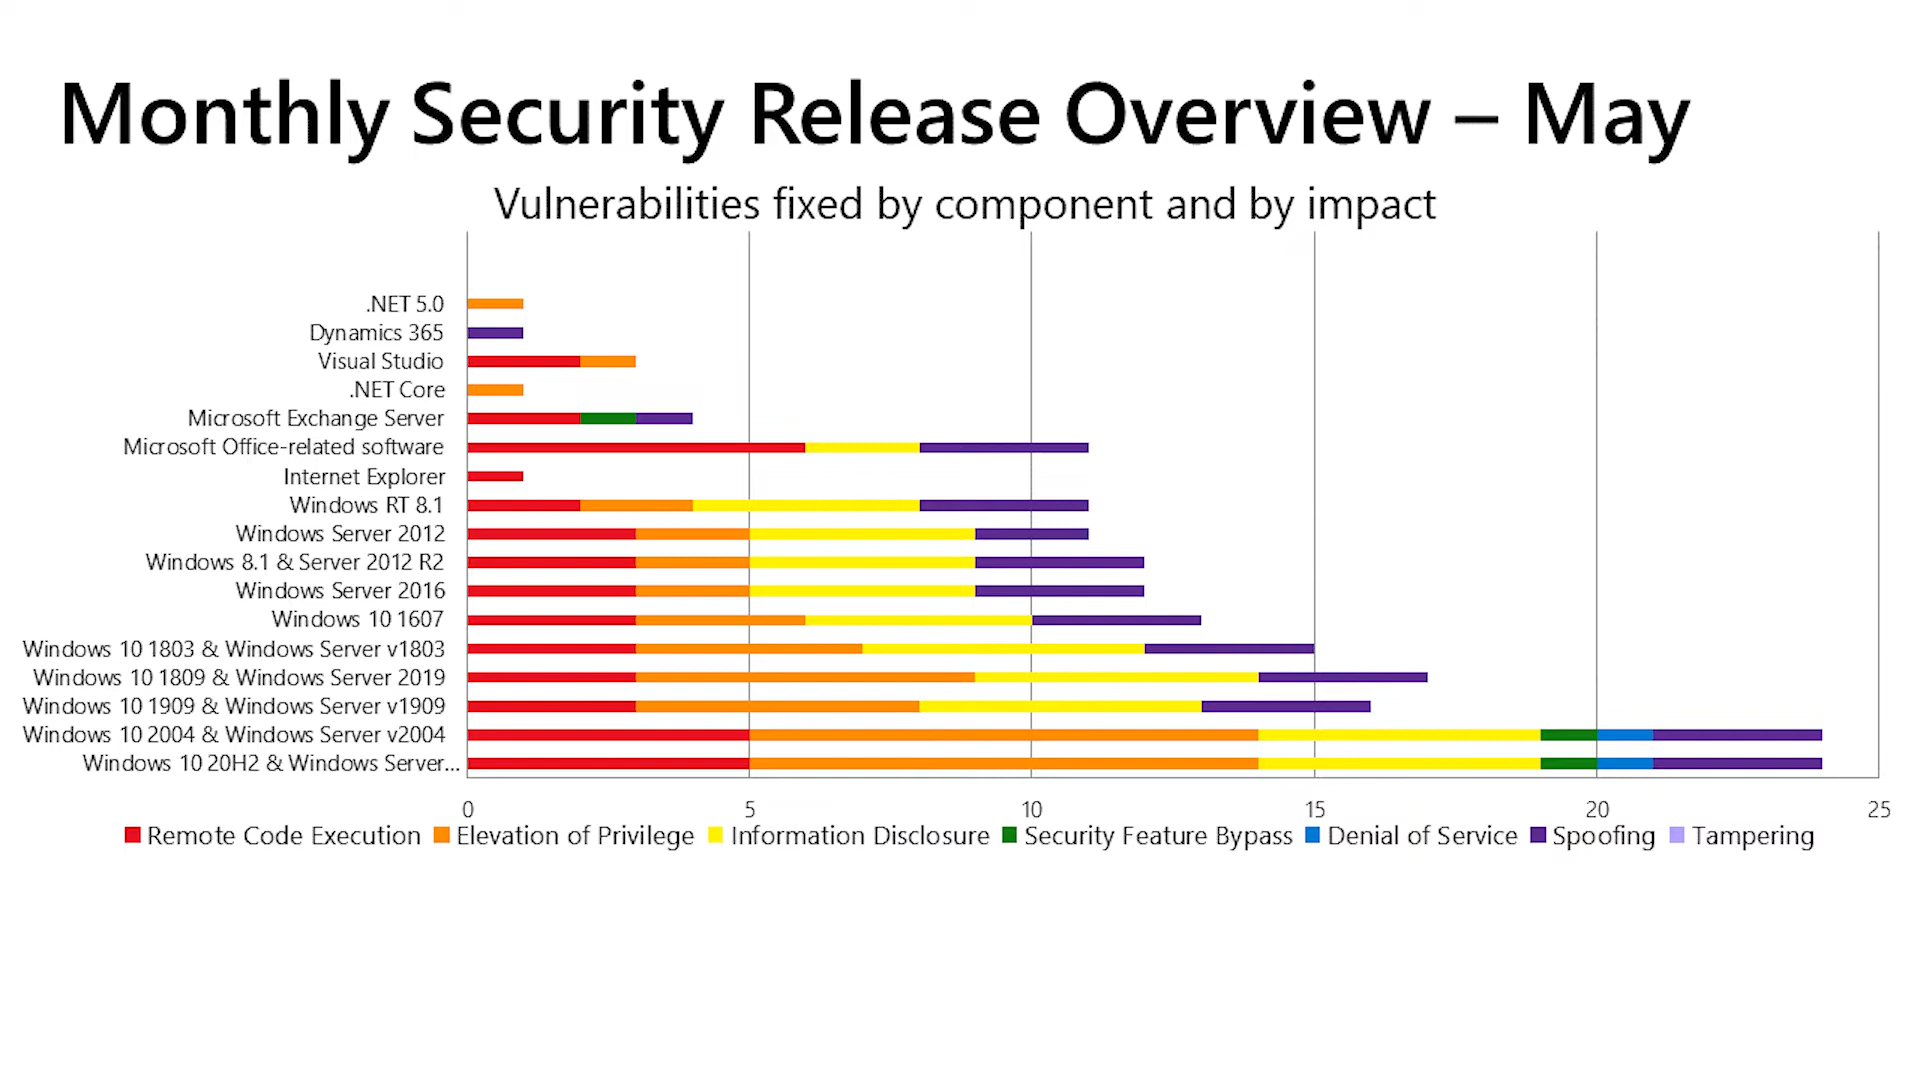 Monthly Security Release Overview – May
Vulnerabilities fixed by component and by impact
.NET 5.0
Dynamics 365
Visual Studio
.NET Core
Microsoft Exchange Server
Microsoft Office-related software
Internet Explorer
Windows RT 8.1
Windows Server 2012
Windows 8.1 & Server 2012 R2
Windows Server 2016
Windows 10 1607
Windows 10 1803 & Windows Server v1803
Windows 10 1809 & Windows Server 2019
Windows 10 1909 & Windows Server v1909
Windows 10 2004 & Windows Server v2004
Windows 10 20H2 & Windows Server...
0 5 10 15 20 25
Remote Code Execution Elevation of Privilege Information Disclosure Security Feature Bypass Denial of Service Spoofing Tampering